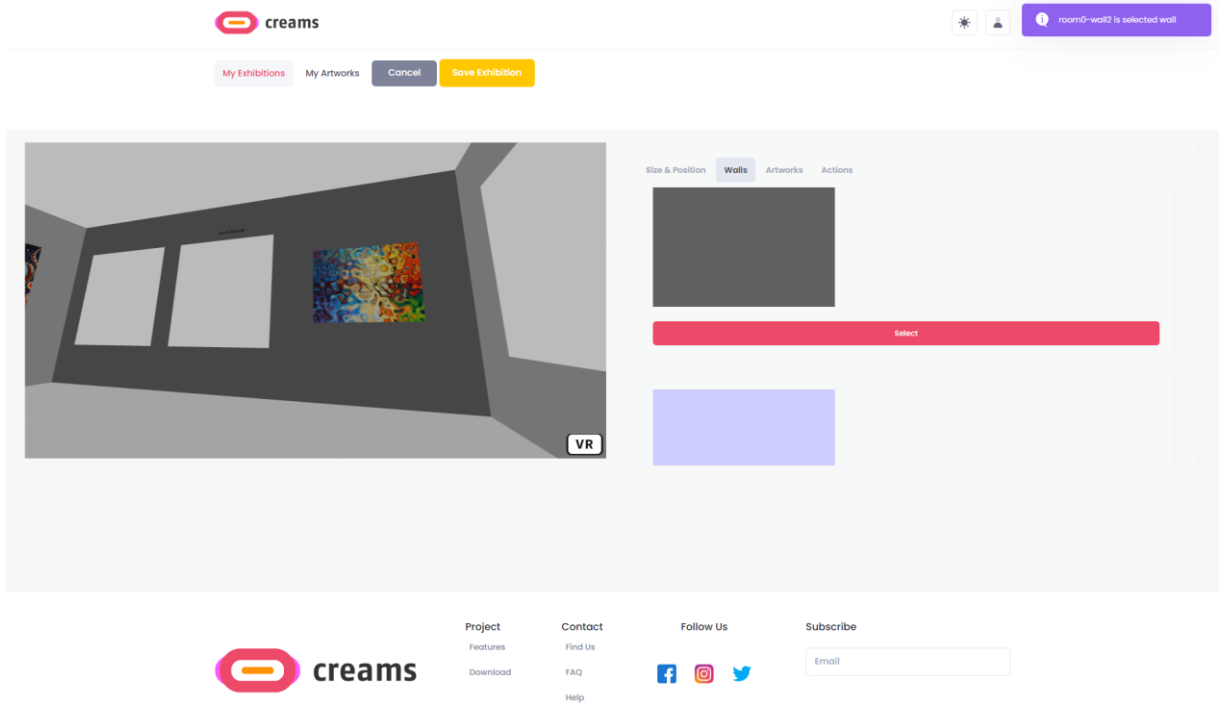 creams
room0-wall2 is selected wall
My Exhibitions
My Artworks
Cancel
Save Exhibition
Size & Position
Walls
Artworks
Actions
VR
Select
Project
Features
Download
Contact
Find Us
FAQ
Help
Follow Us
Subscribe
Email
creams